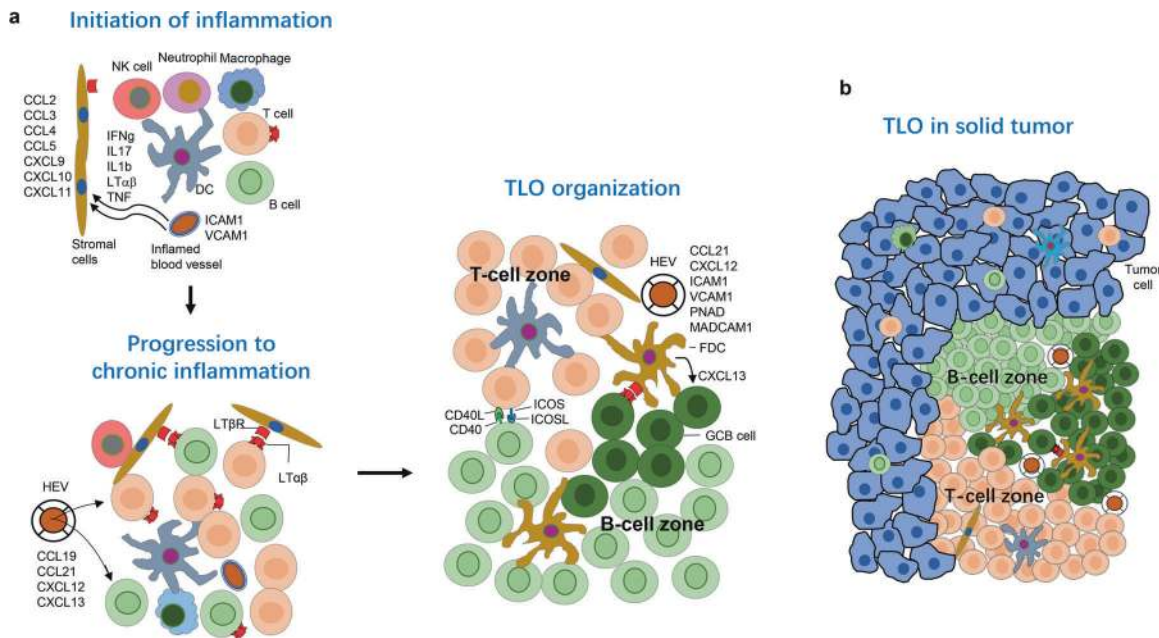 a
Initiation of inflammation
NK cell
Neutrophil
Macrophage
CCL2
CCL3
CCL4
CCL5
CXCL9
CXCL10
CXCL11
IFNg
IL17
IL1b
LTαβ
TNF
T cell
DC
B cell
ICAM1
VCAM1
Stromal
cells
Inflamed
blood vessel
Progression to
chronic inflammation
LTβR
LTαβ
HEV
CCL19
CCL21
CXCL12
CXCL13
TLO organization
T-cell zone
HEV
CCL21
CXCL12
ICAM1
VCAM1
PNAD
MADCAM1
FDC
CXCL13
CD40L
CD40
ICOS
ICOSL
GCB cell
B-cell zone
b
TLO in solid tumor
Tumor
cell
B-cell zone
T-cell zone